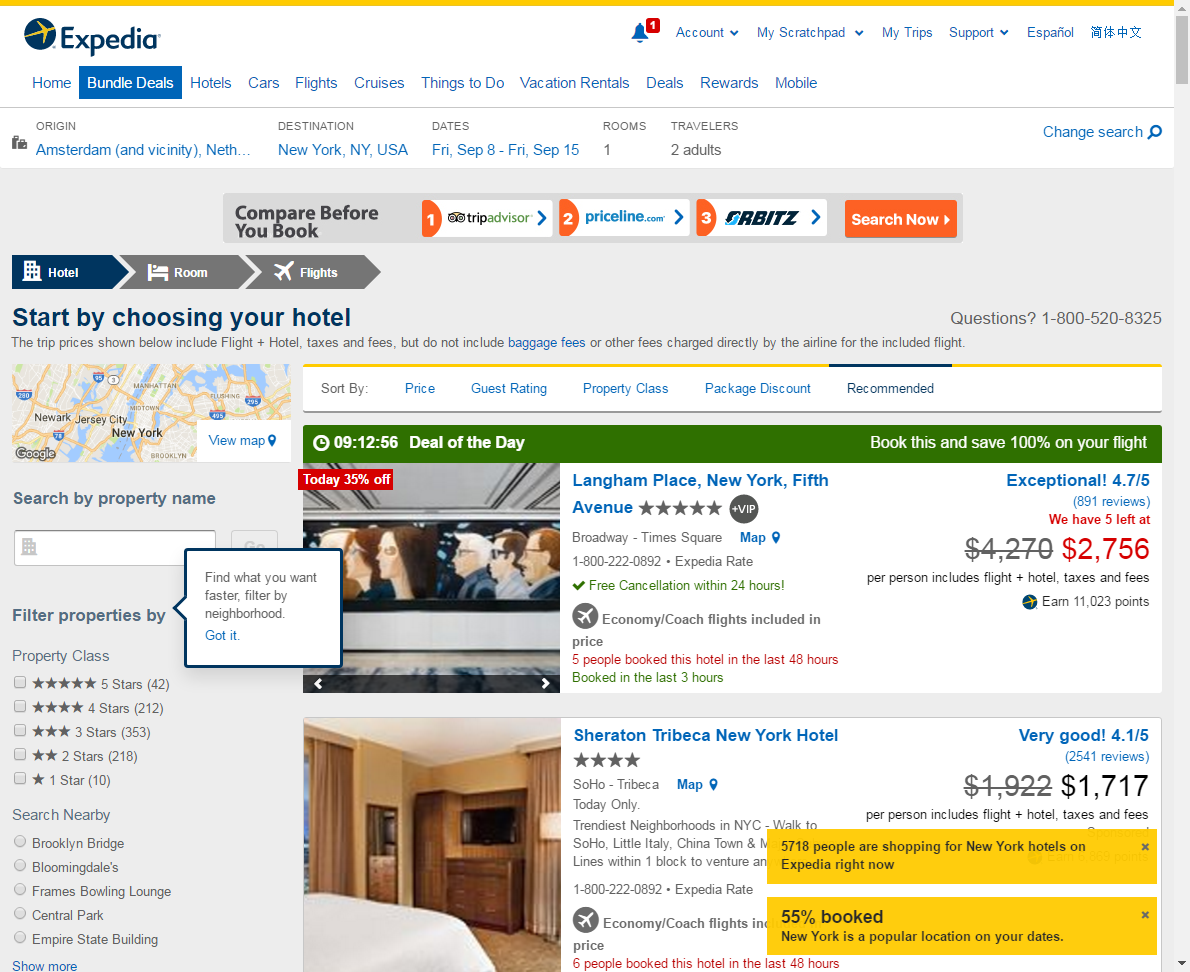 Expedia
1
Account
My Scratchpad
My Trips
Support
Español
简体中文
Home
Bundle Deals
Hotels
Cars
Flights
Cruises
Things to Do
Vacation Rentals
Deals
Rewards
Mobile
ORIGIN
Amsterdam (and vicinity), Neth...
DESTINATION
New York, NY, USA
DATES
Fri, Sep 8 - Fri, Sep 15
ROOMS
1
TRAVELERS
2 adults
Change search
Compare Before
You Book
1 tripadvisor
2 priceline.com
3 ORBITZ
Search Now
Hotel
Room
Flights
Start by choosing your hotel
Questions? 1-800-520-8325
The trip prices shown below include Flight + Hotel, taxes and fees, but do not include baggage fees or other fees charged directly by the airline for the included flight.
280
95
3
MANHATTAN
FLUSHING
MIDTOWN
495
295
Newark
Jersey City
78
New York
BROOKLYN
Google
View map
Search by property name
Go
Find what you want
faster, filter by
neighborhood.
Got it.
Filter properties by
Property Class
★★★★★ 5 Stars (42)
★★★★ 4 Stars (212)
★★★ 3 Stars (353)
★★ 2 Stars (218)
★ 1 Star (10)
Search Nearby
Brooklyn Bridge
Bloomingdale's
Frames Bowling Lounge
Central Park
Empire State Building
Show more
Sort By:
Price
Guest Rating
Property Class
Package Discount
Recommended
09:12:56 Deal of the Day
Book this and save 100% on your flight
Today 35% off
Langham Place, New York, Fifth
Avenue ★★★★★ +VIP
Broadway - Times Square Map
1-800-222-0892 • Expedia Rate
Free Cancellation within 24 hours!
Economy/Coach flights included in
price
5 people booked this hotel in the last 48 hours
Booked in the last 3 hours
Exceptional! 4.7/5
(891 reviews)
We have 5 left at
$4,270 $2,756
per person includes flight + hotel, taxes and fees
Earn 11,023 points
Sheraton Tribeca New York Hotel
★★★★
SoHo - Tribeca Map
Today Only.
Trendiest Neighborhoods in NYC - Walk to
SoHo, Little Italy, China Town &
Lines within 1 block to venture
1-800-222-0892 • Expedia Rate
Economy/Coach flights
price
6 people booked this hotel in the last 48 hours
Very good! 4.1/5
(2541 reviews)
$1,922 $1,717
per person includes flight + hotel, taxes and fees
5718 people are shopping for New York hotels on
Expedia right now
55% booked
New York is a popular location on your dates.